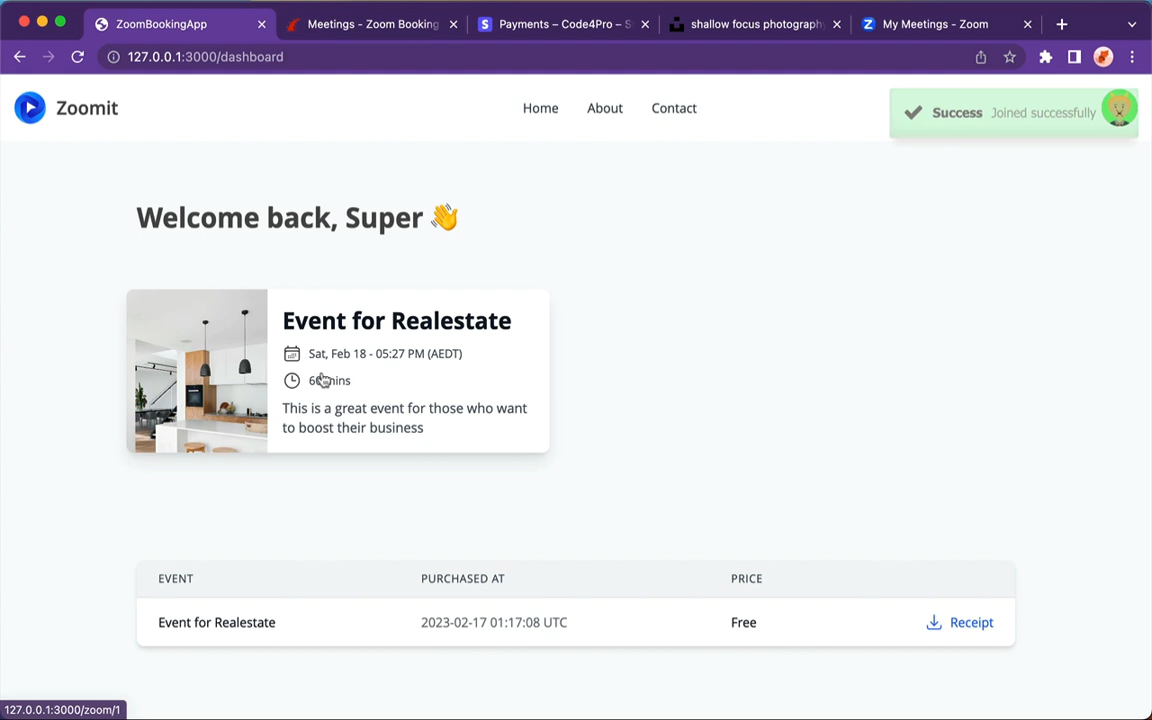 ZoomBookingApp
Meetings - Zoom Booking
Payments – Code4Pro – S
shallow focus photography
My Meetings - Zoom
127.0.0.1:3000/dashboard
Zoomit
Home
About
Contact
Success Joined successfully
Welcome back, Super 👋
Event for Realestate
Sat, Feb 18 - 05:27 PM (AEDT)
This is a great event for those who want
to boost their business
EVENT PURCHASED AT PRICE
Event for Realestate 2023-02-17 01:17:08 UTC Free Receipt
127.0.0.1:3000/zoom/1